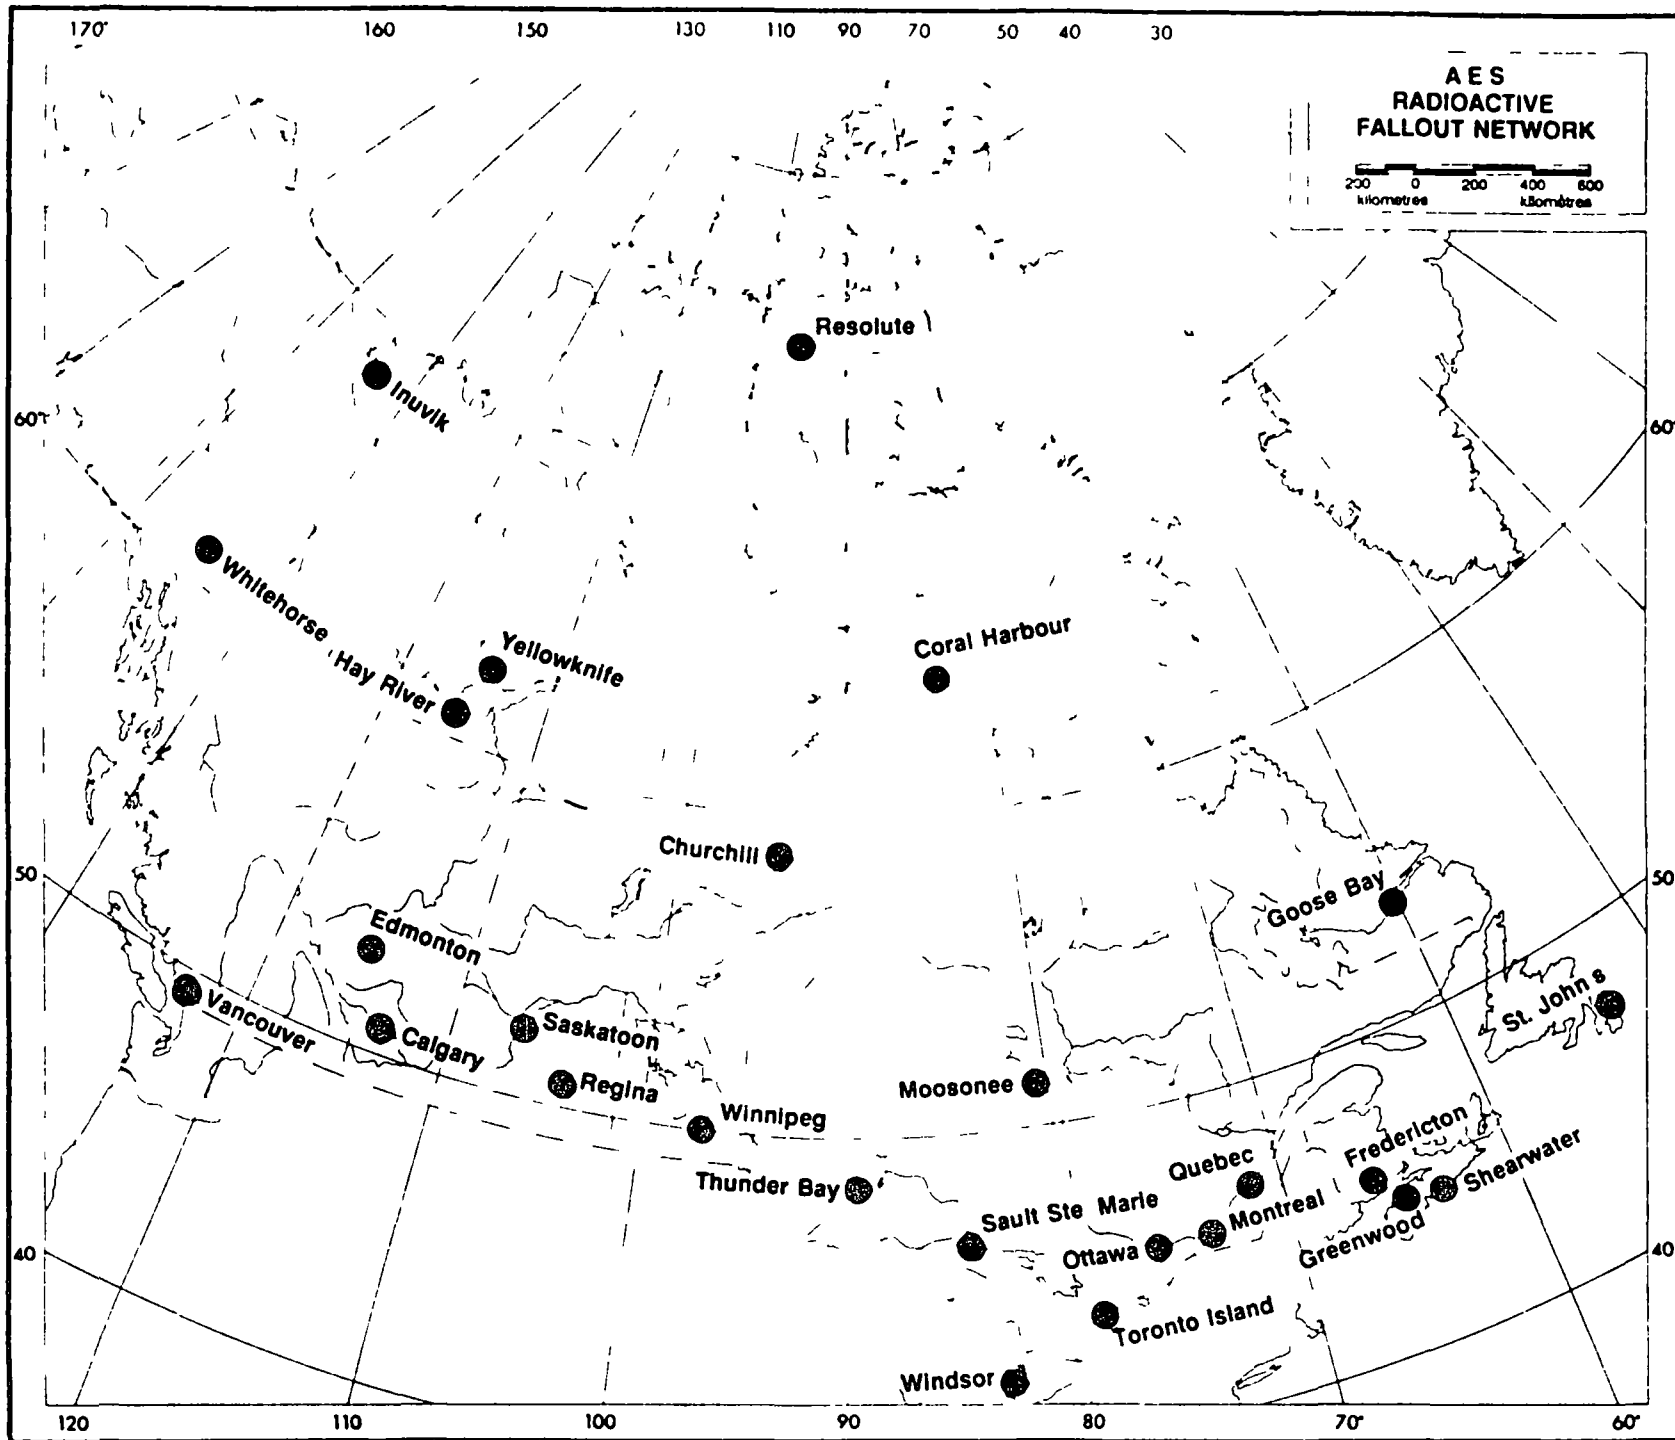 170° 160 150 130 110 90 70 50 40 30
A E S
RADIOACTIVE
FALLOUT NETWORK
200 0 200 400 600
kilometres kilomètres
Resolute
Inuvik
60°
60°
Whitehorse
Coral Harbour
Yellowknife
Hay River
Churchill
50
50
Goose Bay
Edmonton
St. John s
Vancouver
Calgary
Saskatoon
Regina
Moosonee
Winnipeg
Fredericton
Shearwater
Quebec
Thunder Bay
Sault Ste Marie
Montreal
Ottawa
Greenwood
40
40
Toronto Island
Windsor
120 110 100 90 80 70° 60°